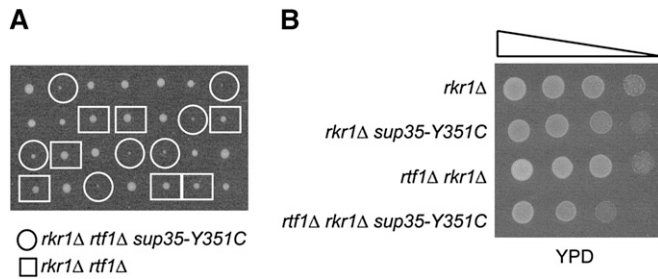 A
B
rkr1Δ
rkr1Δ sup35-Y351C
rtf1Δ rkr1Δ
rtf1Δ rkr1Δ sup35-Y351C
YPD
rkr1Δ rtf1Δ sup35-Y351C
rkr1Δ rtf1Δ